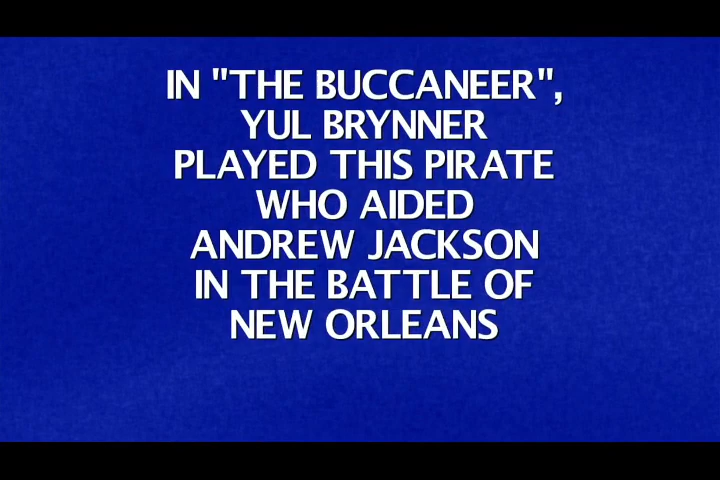 IN "THE BUCCANEER",
YUL BRYNNER
PLAYED THIS PIRATE
WHO AIDED
ANDREW JACKSON
IN THE BATTLE OF
NEW ORLEANS